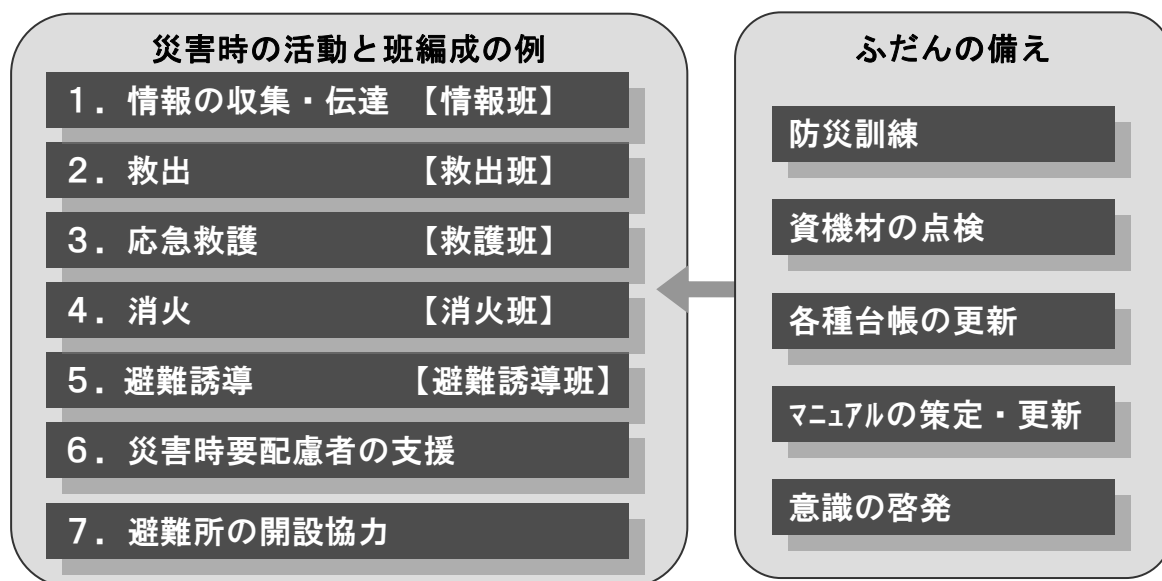 災害時の活動と班編成の例
1．情報の収集・伝達 【情報班】
2．救出 【救出班】
3．応急救護 【救護班】
4．消火 【消火班】
5．避難誘導 【避難誘導班】
6．災害時要配慮者の支援
7．避難所の開設協力
ふだんの備え
防災訓練
資機材の点検
各種台帳の更新
ﾏﾆｭｱﾙの策定・更新
意識の啓発